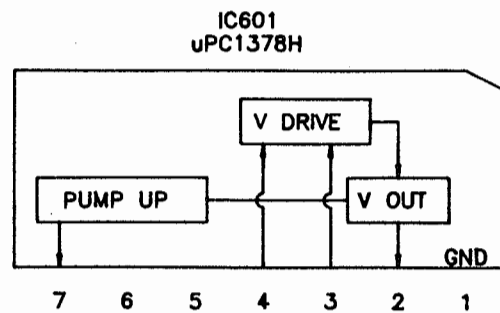 IC601
uPC1378H
V DRIVE
PUMP UP
V OUT
GND
7 6 5 4 3 2 1